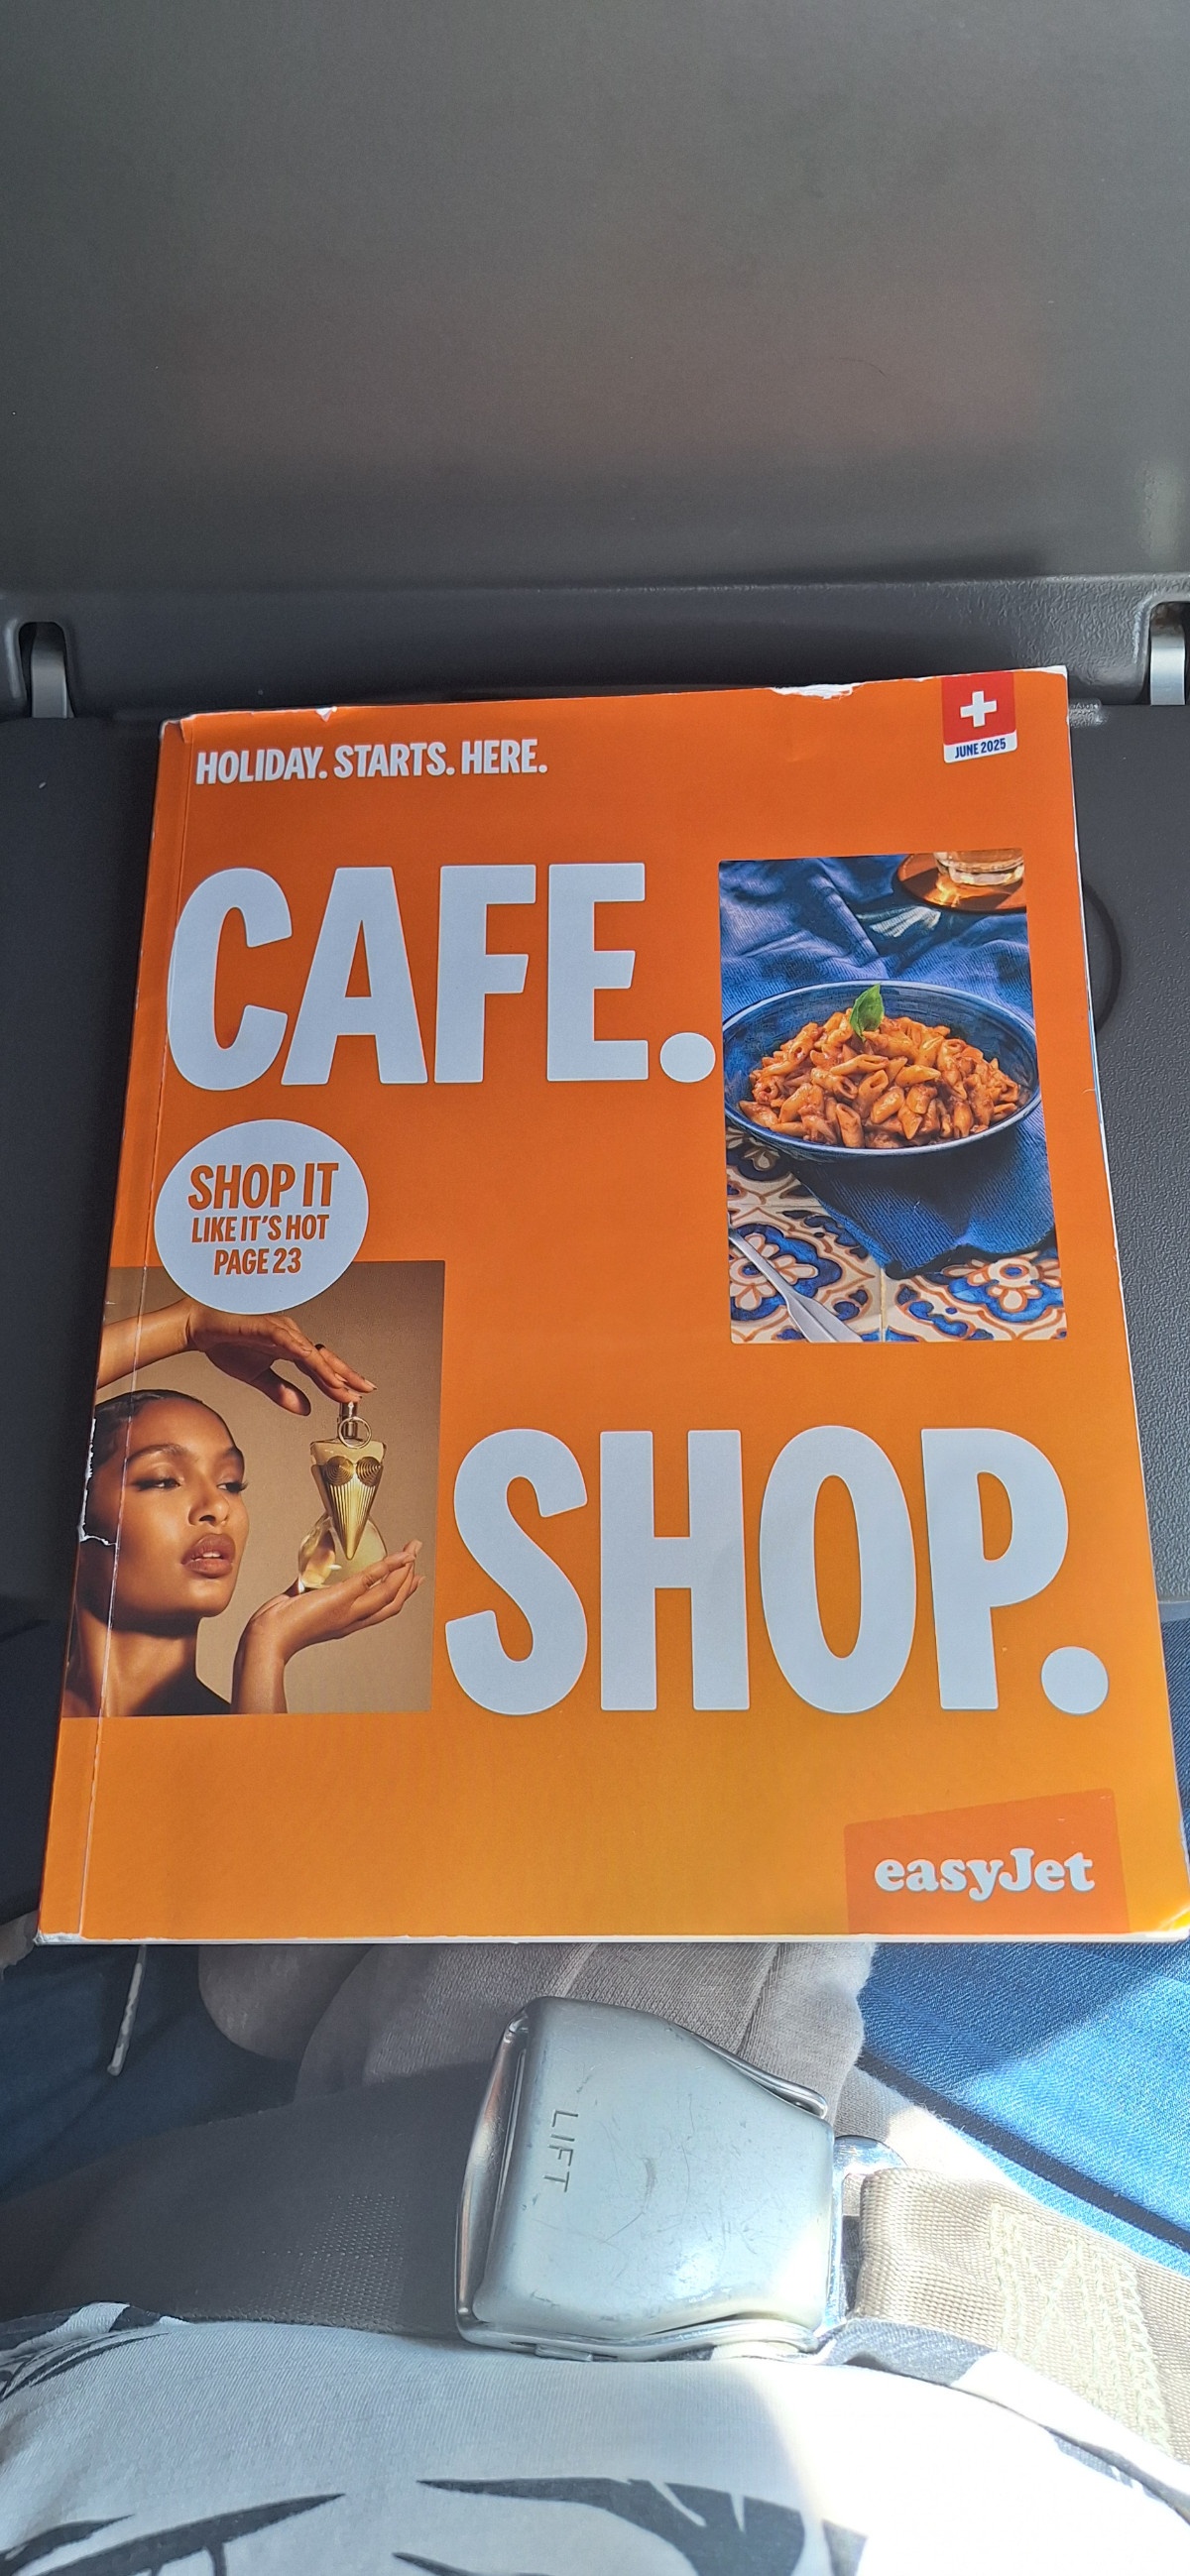 HOLIDAY. STARTS. HERE.
JUNE 2025
CAFE.
SHOP IT
LIKE IT'S HOT
PAGE 23
SHOP.
easyJet
LIFT